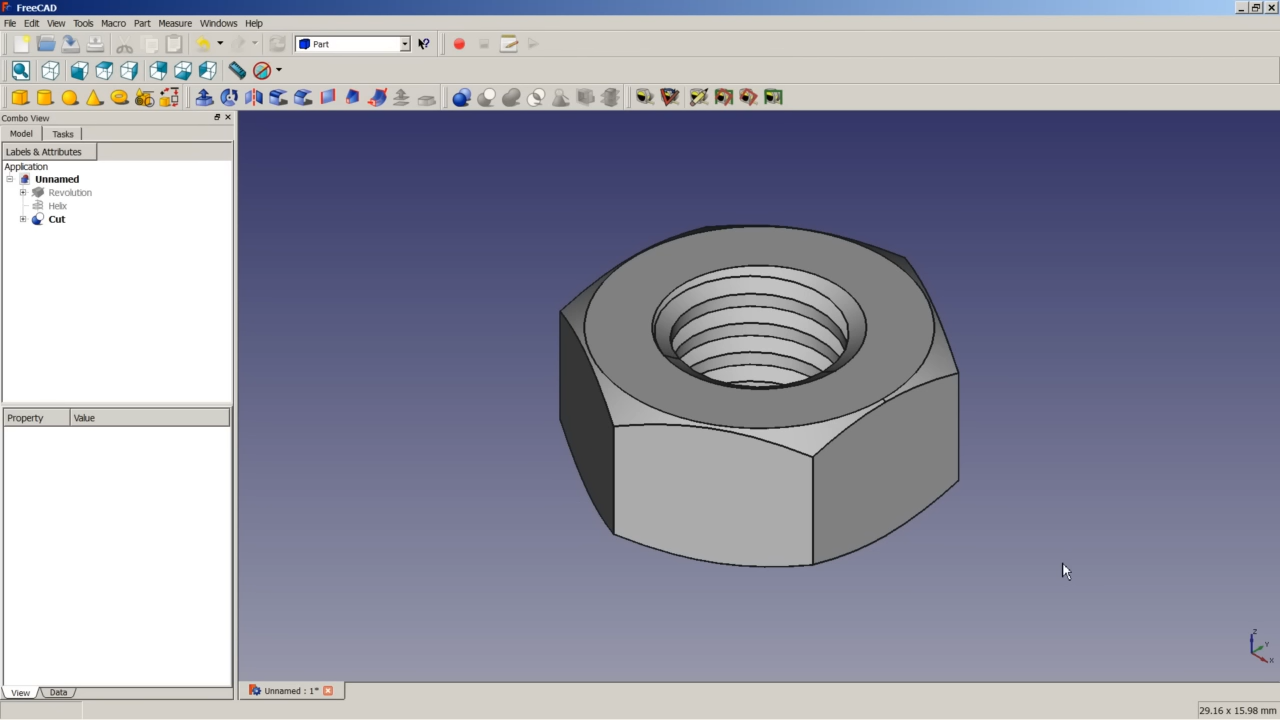 FreeCAD
File Edit View Tools Macro Part Measure Windows Help
Part
Combo View
Model Tasks
Labels & Attributes
Application
Unnamed
Revolution
Helix
Cut
Property Value
View Data
Unnamed : 1*
Z
Y
X
29.16 x 15.98 mm